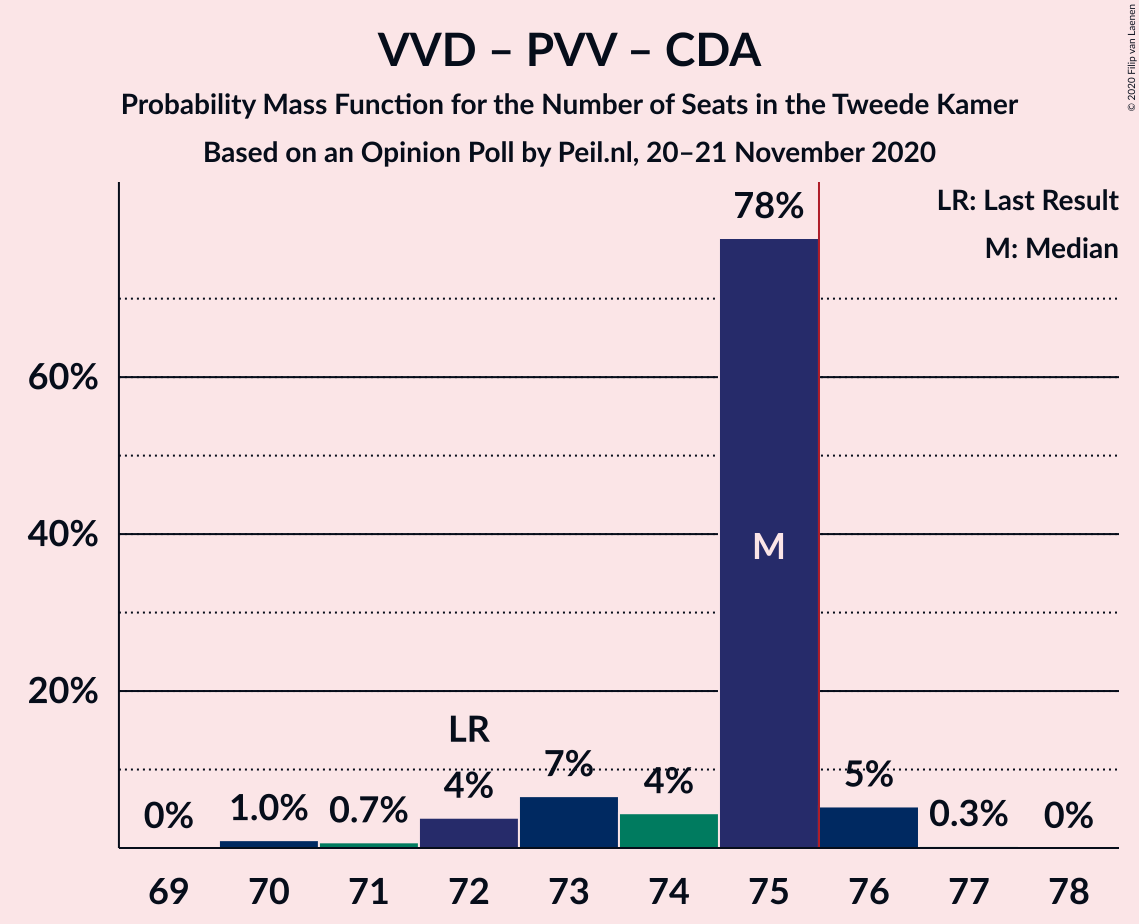 VVD – PVV – CDA
Probability Mass Function for the Number of Seats in the Tweede Kamer
Based on an Opinion Poll by Peil.nl, 20–21 November 2020
© 2020 Filip van Laenen
LR: Last Result
M: Median
60%
40%
20%
0%
1.0%
0.7%
LR
4%
7%
4%
78%
M
5%
0.3%
0%
69 70 71 72 73 74 75 76 77 78